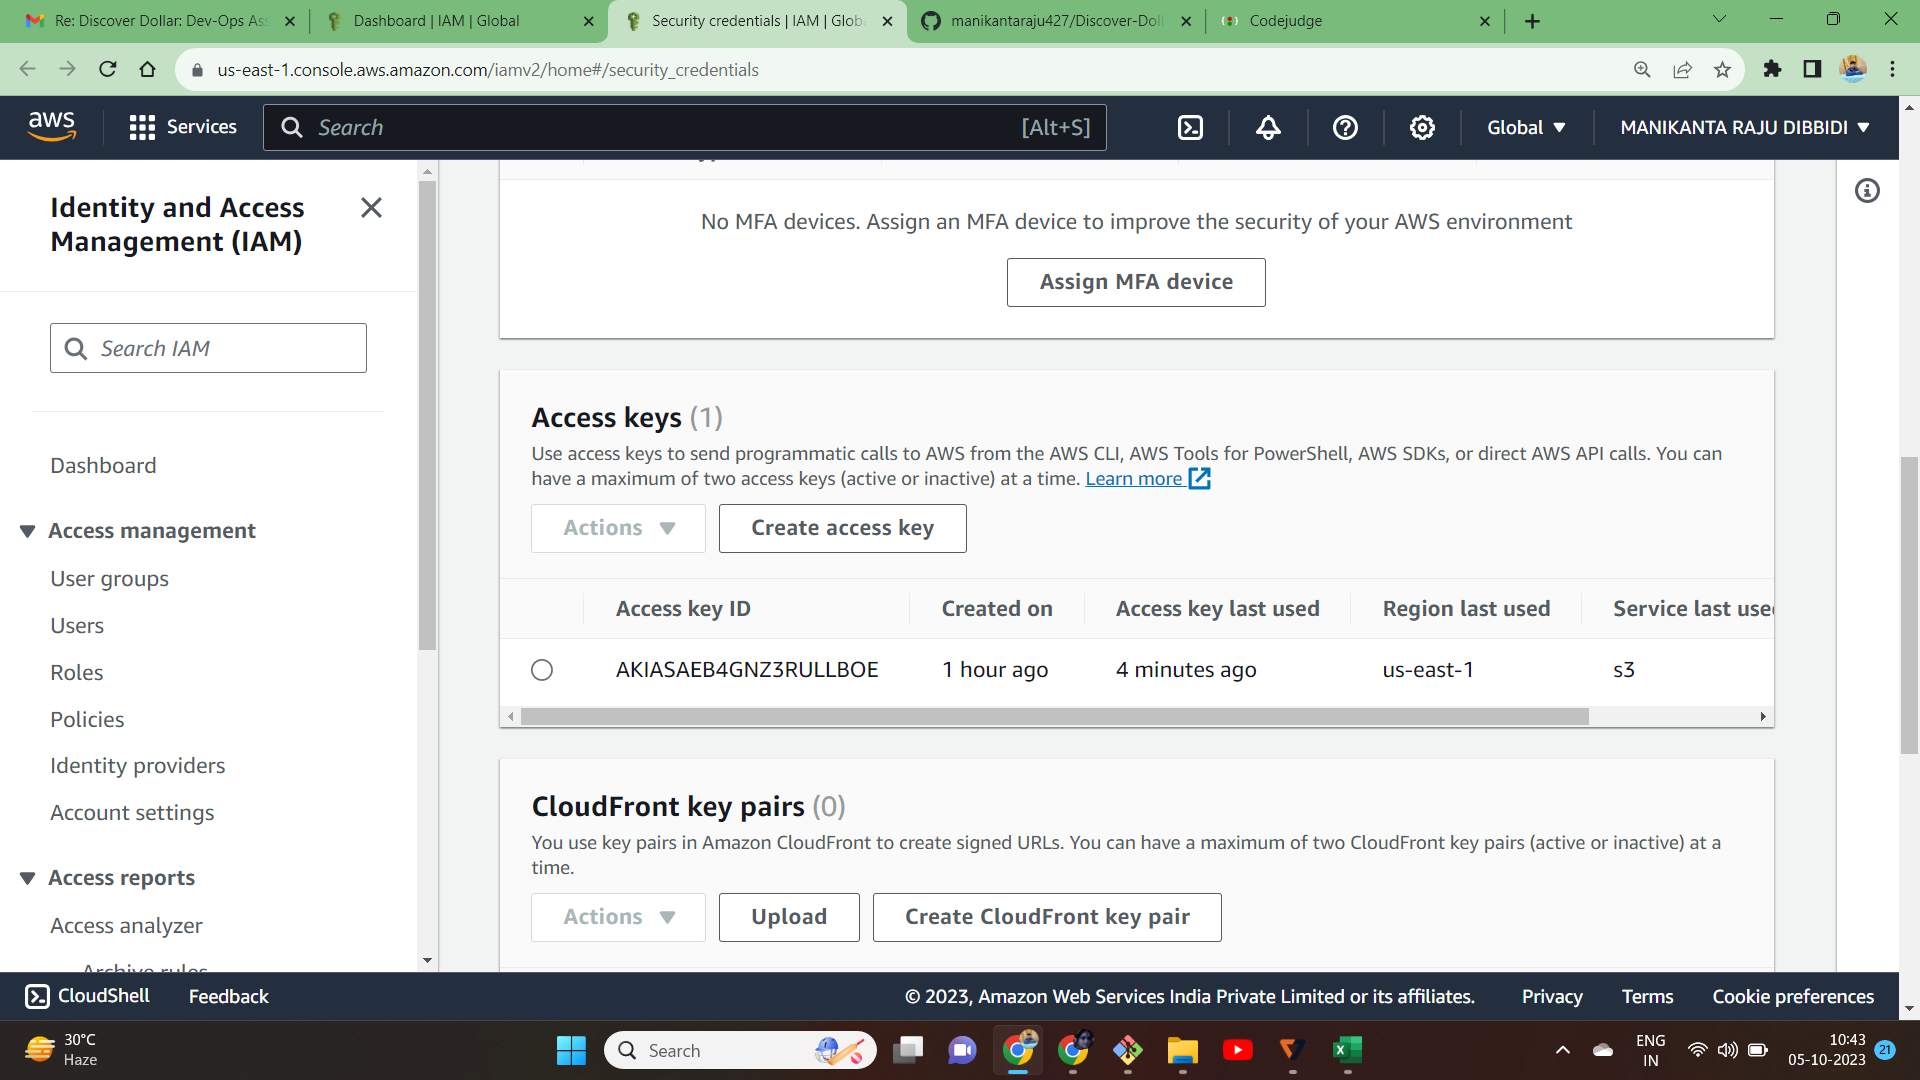 Re: Discover Dollar: Dev-Ops Ass
Dashboard | IAM | Global
Security credentials | IAM | Globa
manikantaraju427/Discover-Doll
Codejudge
us-east-1.console.aws.amazon.com/iamv2/home#/security_credentials
aws
Services
Search
[Alt+S]
Global
MANIKANTA RAJU DIBBIDI
Identity and Access
Management (IAM)
Search IAM
Dashboard
Access management
User groups
Users
Roles
Policies
Identity providers
Account settings
Access reports
Access analyzer
Archive rules
No MFA devices. Assign an MFA device to improve the security of your AWS environment
Assign MFA device
Access keys (1)
Use access keys to send programmatic calls to AWS from the AWS CLI, AWS Tools for PowerShell, AWS SDKs, or direct AWS API calls. You can
have a maximum of two access keys (active or inactive) at a time. Learn more
Actions
Create access key
Access key ID
Created on
Access key last used
Region last used
Service last used
AKIASAEB4GNZ3RULLBOE
1 hour ago
4 minutes ago
us-east-1
s3
CloudFront key pairs (0)
You use key pairs in Amazon CloudFront to create signed URLs. You can have a maximum of two CloudFront key pairs (active or inactive) at a
time.
Actions
Upload
Create CloudFront key pair
CloudShell
Feedback
© 2023, Amazon Web Services India Private Limited or its affiliates.
Privacy
Terms
Cookie preferences
30°C
Haze
Search
ENG
IN
10:43
05-10-2023
21